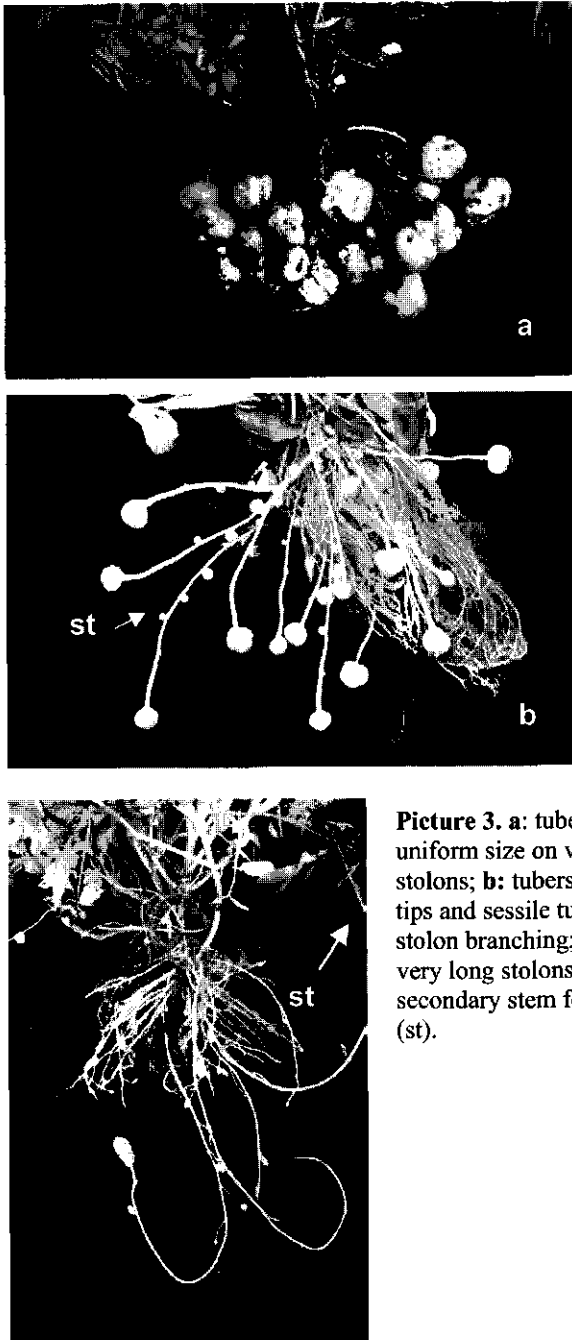 a
st
b
st
Picture 3. a: tube
uniform size on v
stolons; b: tubers
tips and sessile tu
stolon branching;
very long stolons
secondary stem fo
(st).